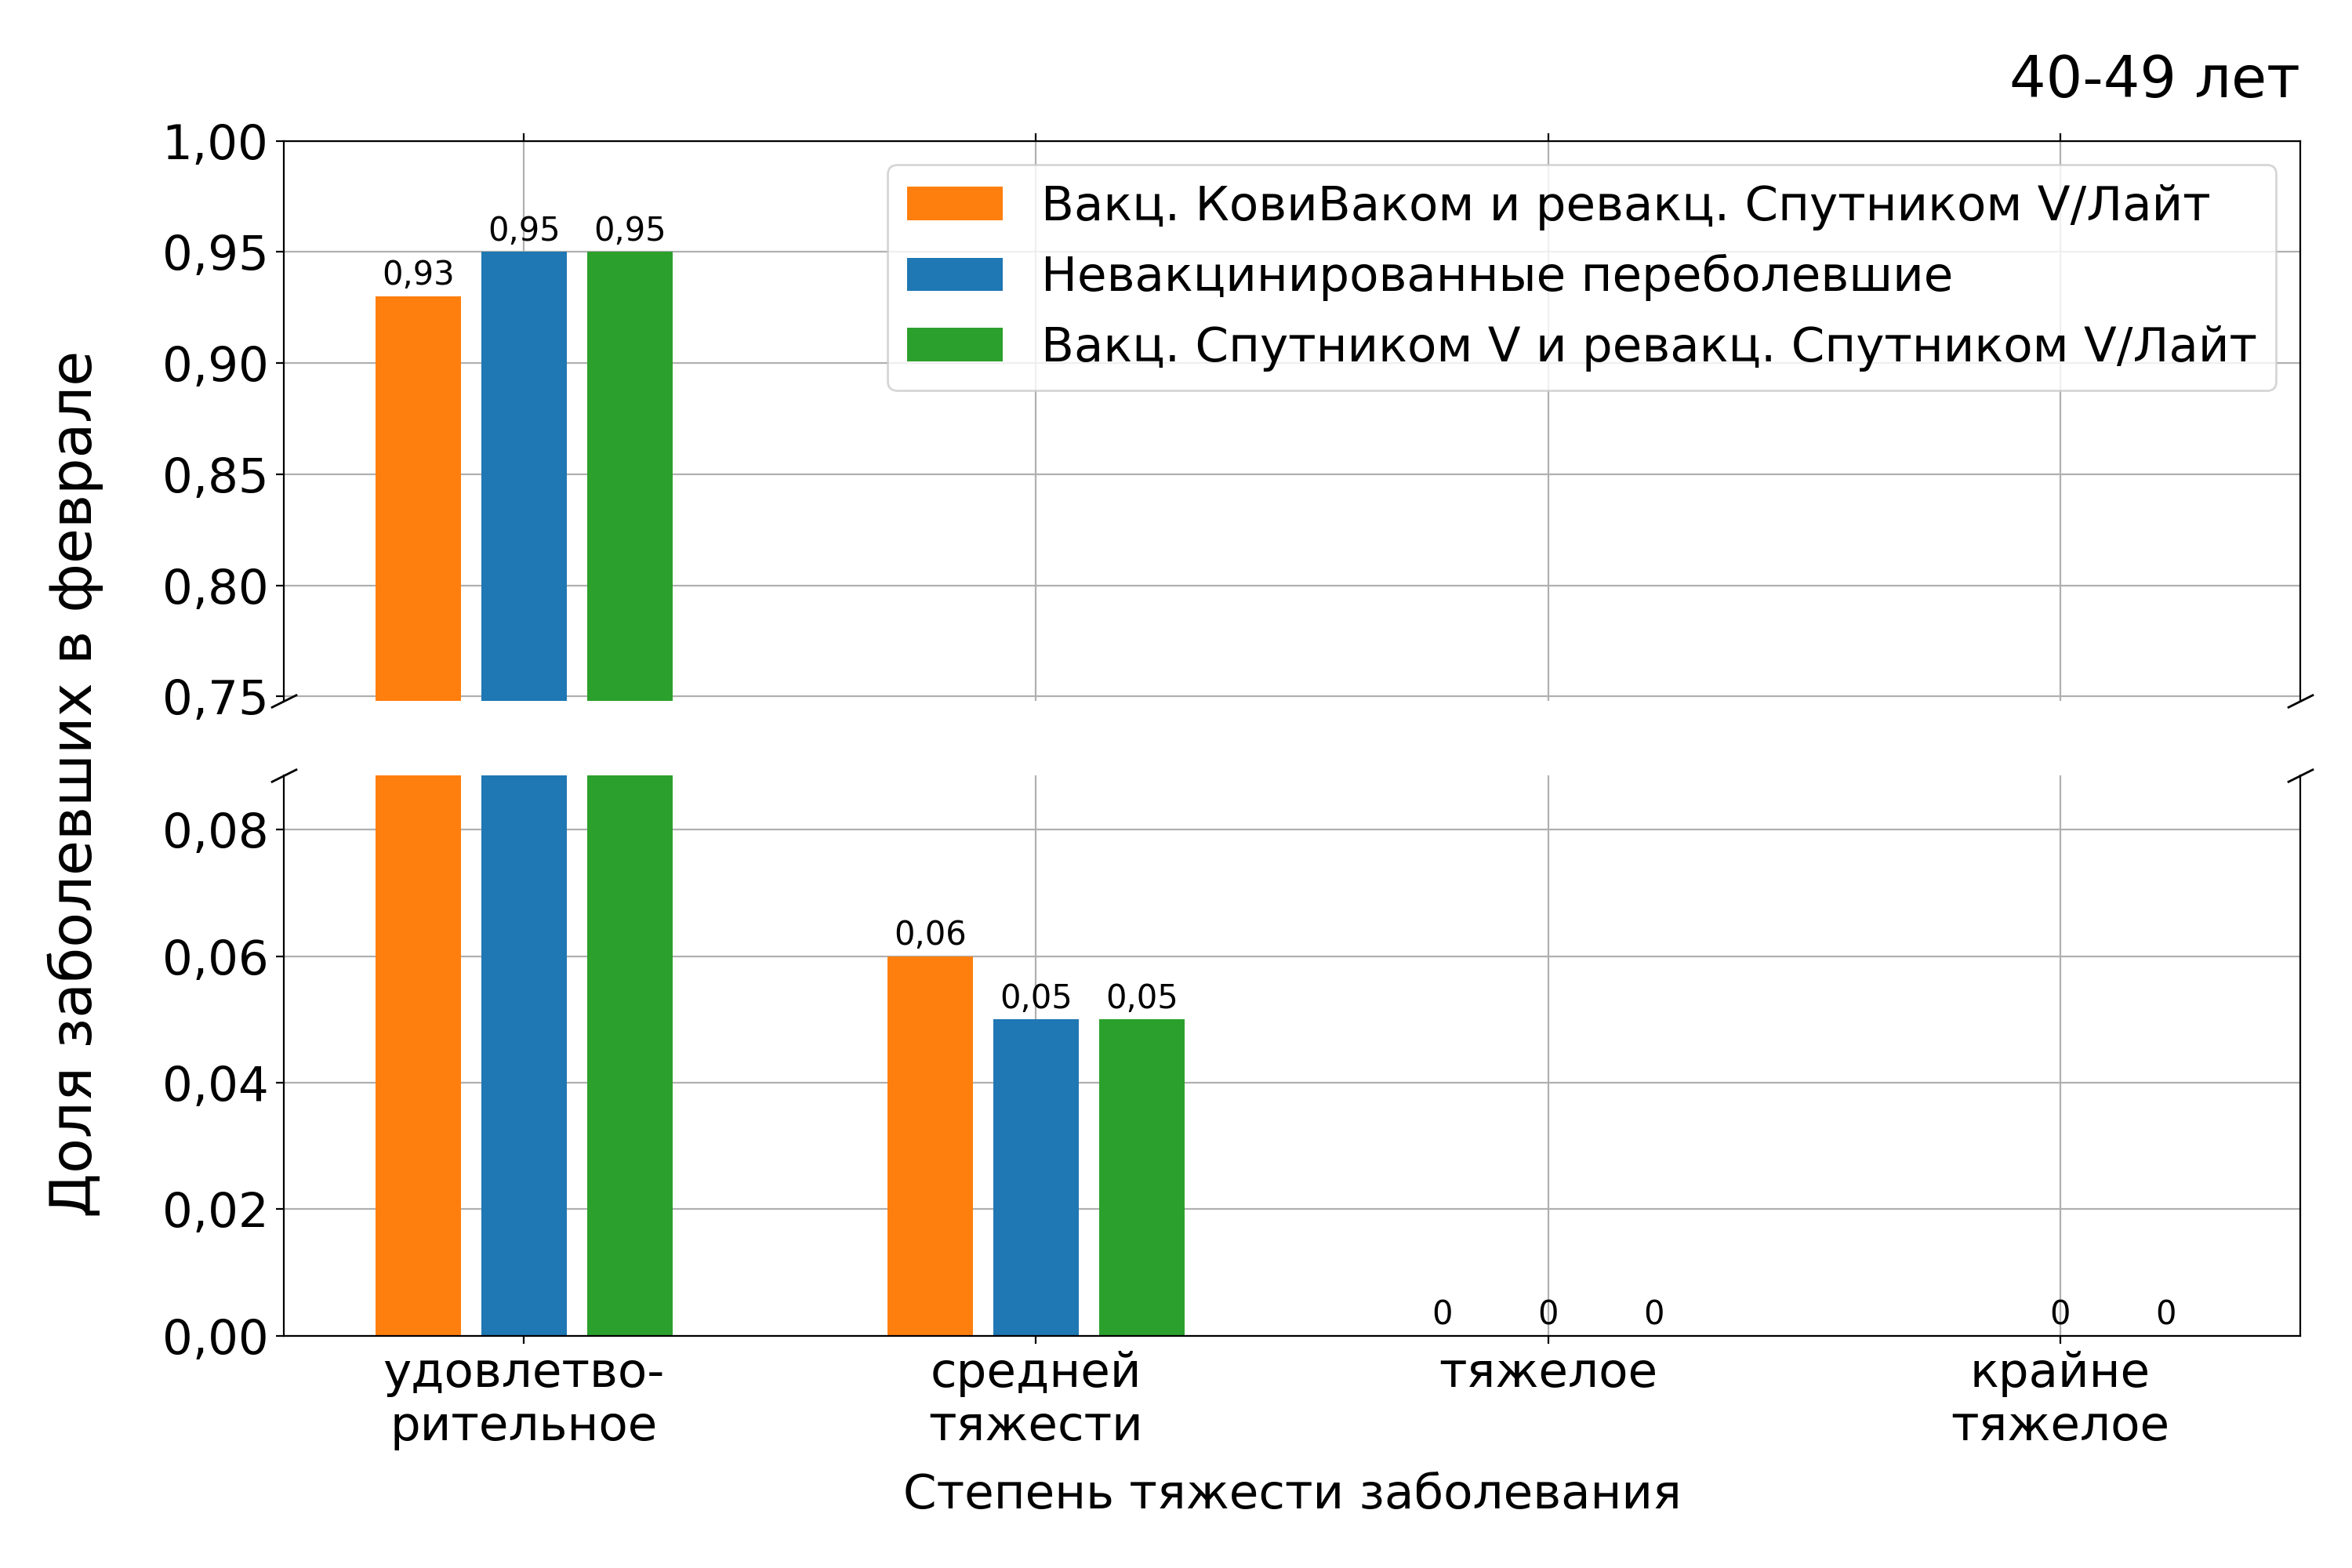 40-49 лет
1,00
0,95
0,90
0,85
0,80
0,75
0,08
0,06
0,04
0,02
0,00
Доля заболевших в феврале
Вакц. КовиВаком и ревакц. Спутником V/Лайт
Невакцинированные переболевшие
Вакц. Спутником V и ревакц. Спутником V/Лайт
0,93
0,95
0,95
0,06
0,05
0,05
0
0
0
0
0
удовлетво-
рительное
средней
тяжести
тяжелое
крайне
тяжелое
Степень тяжести заболевания